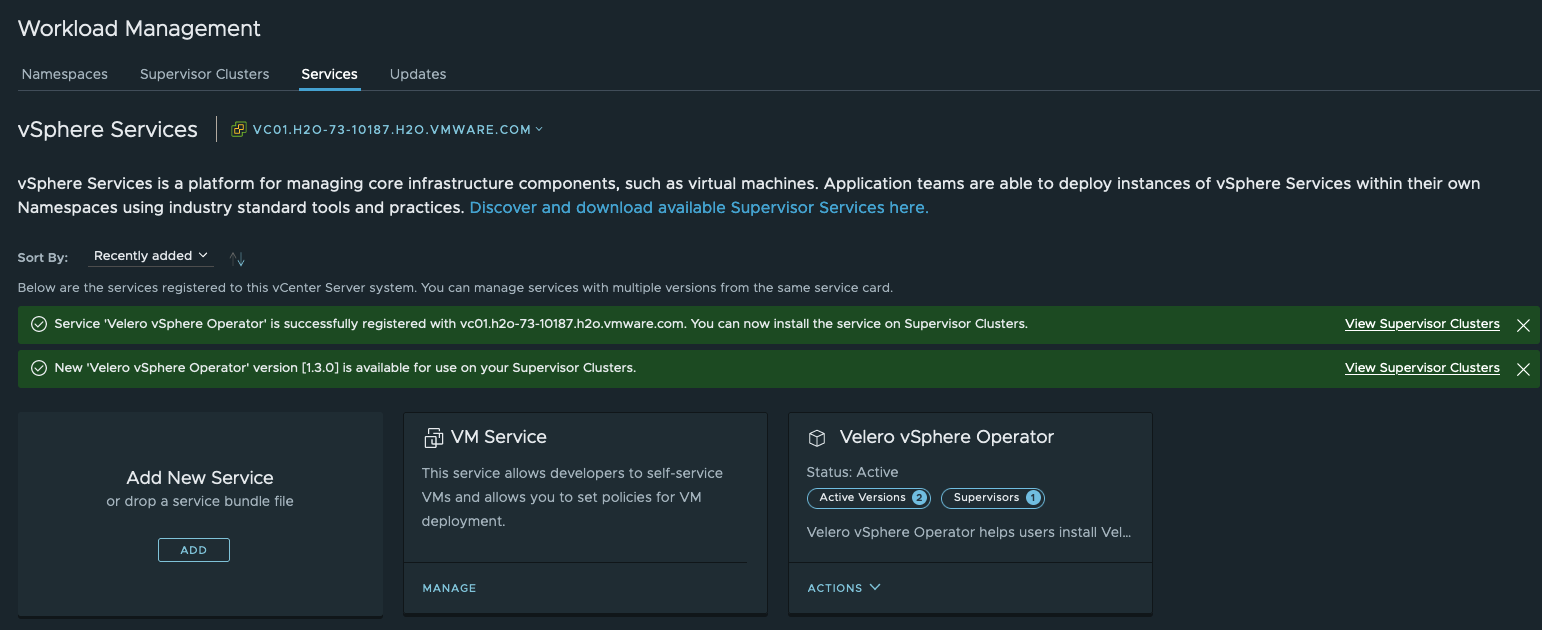 Workload Management
Namespaces Supervisor Clusters Services Updates
vSphere Services VC01.H2O-73-10187.H2O.VMWARE.COM
vSphere Services is a platform for managing core infrastructure components, such as virtual machines. Application teams are able to deploy instances of vSphere Services within their own
Namespaces using industry standard tools and practices. Discover and download available Supervisor Services here.
Sort By: Recently added
Below are the services registered to this vCenter Server system. You can manage services with multiple versions from the same service card.
Service 'Velero vSphere Operator' is successfully registered with vc01.h2o-73-10187.h2o.vmware.com. You can now install the service on Supervisor Clusters. View Supervisor Clusters
New 'Velero vSphere Operator' version [1.3.0] is available for use on your Supervisor Clusters. View Supervisor Clusters
Add New Service
or drop a service bundle file
ADD
VM Service
This service allows developers to self-service
VMs and allows you to set policies for VM
deployment.
MANAGE
Velero vSphere Operator
Status: Active
Active Versions 2 Supervisors 1
Velero vSphere Operator helps users install Vel...
ACTIONS